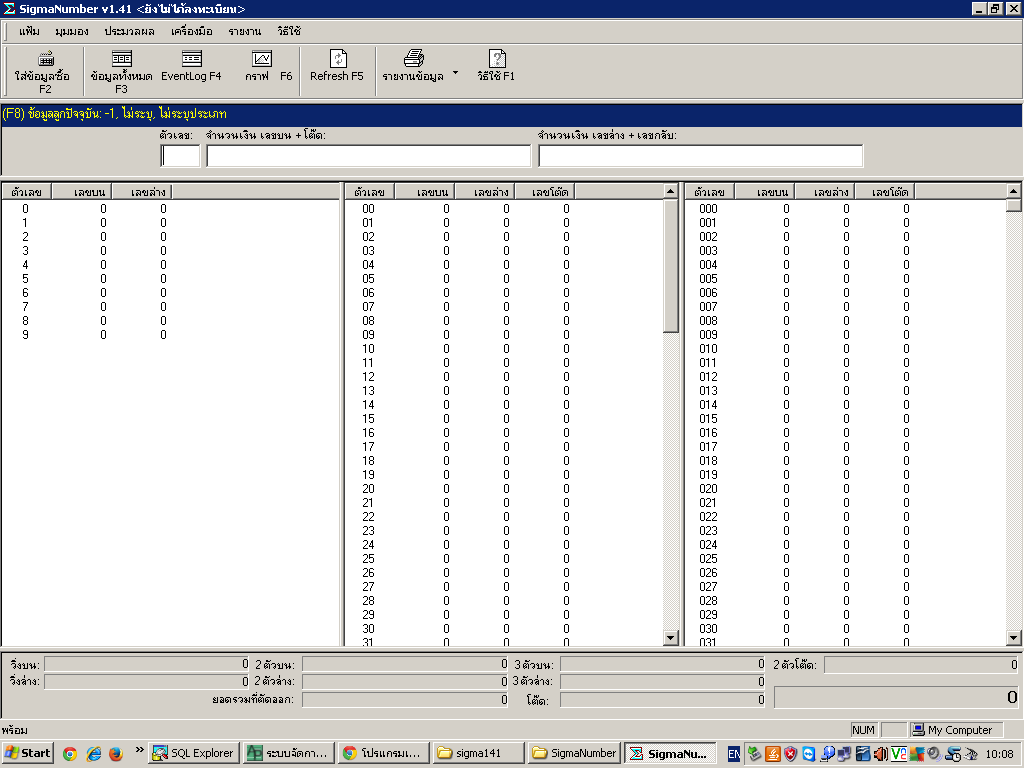 SigmaNumber v1.41 <ยังไม่ได้ลงทะเบียน>
แฟ้ม มุมมอง ประมวลผล เครื่องมือ รายงาน วิธีใช้
ใส่ข้อมูลซื้อ F2 ข้อมูลทั้งหมด F3 EventLog F4 กราฟ F6 Refresh F5 รายงานข้อมูล วิธีใช้ F1
(F8) ข้อมูลลูกปัจจุบัน: -1, ไม่ระบุ, ไม่ระบุประเภท
ตัวเลข: จำนวนเงิน เลขบน + โต๊ด: จำนวนเงิน เลขล่าง + เลขกลับ:
ตัวเลข เลขบน เลขล่าง ตัวเลข เลขบน เลขล่าง เลขโต๊ด ตัวเลข เลขบน เลขล่าง เลขโต๊ด
0 0 0 00 0 0 0 000 0 0 0
1 0 0 01 0 0 0 001 0 0 0
2 0 0 02 0 0 0 002 0 0 0
3 0 0 03 0 0 0 003 0 0 0
4 0 0 04 0 0 0 004 0 0 0
5 0 0 05 0 0 0 005 0 0 0
6 0 0 06 0 0 0 006 0 0 0
7 0 0 07 0 0 0 007 0 0 0
8 0 0 08 0 0 0 008 0 0 0
9 0 0 09 0 0 0 009 0 0 0
10 0 0 0 010 0 0 0
11 0 0 0 011 0 0 0
12 0 0 0 012 0 0 0
13 0 0 0 013 0 0 0
14 0 0 0 014 0 0 0
15 0 0 0 015 0 0 0
16 0 0 0 016 0 0 0
17 0 0 0 017 0 0 0
18 0 0 0 018 0 0 0
19 0 0 0 019 0 0 0
20 0 0 0 020 0 0 0
21 0 0 0 021 0 0 0
22 0 0 0 022 0 0 0
23 0 0 0 023 0 0 0
24 0 0 0 024 0 0 0
25 0 0 0 025 0 0 0
26 0 0 0 026 0 0 0
27 0 0 0 027 0 0 0
28 0 0 0 028 0 0 0
29 0 0 0 029 0 0 0
30 0 0 0 030 0 0 0
31 0 0 0 031 0 0 0
วิ่งบน: 0 2 ตัวบน: 0 3 ตัวบน: 0 2 ตัวโต๊ด: 0
วิ่งล่าง: 0 2 ตัวล่าง: 0 3 ตัวล่าง: 0
ยอดรวมที่ตัดออก: 0 โต๊ด: 0 0
พร้อม NUM My Computer
Start » SQL Explorer ระบบจัดกา... โปรแกรมเ... sigma141 SigmaNumber SigmaNu... EN 10:08